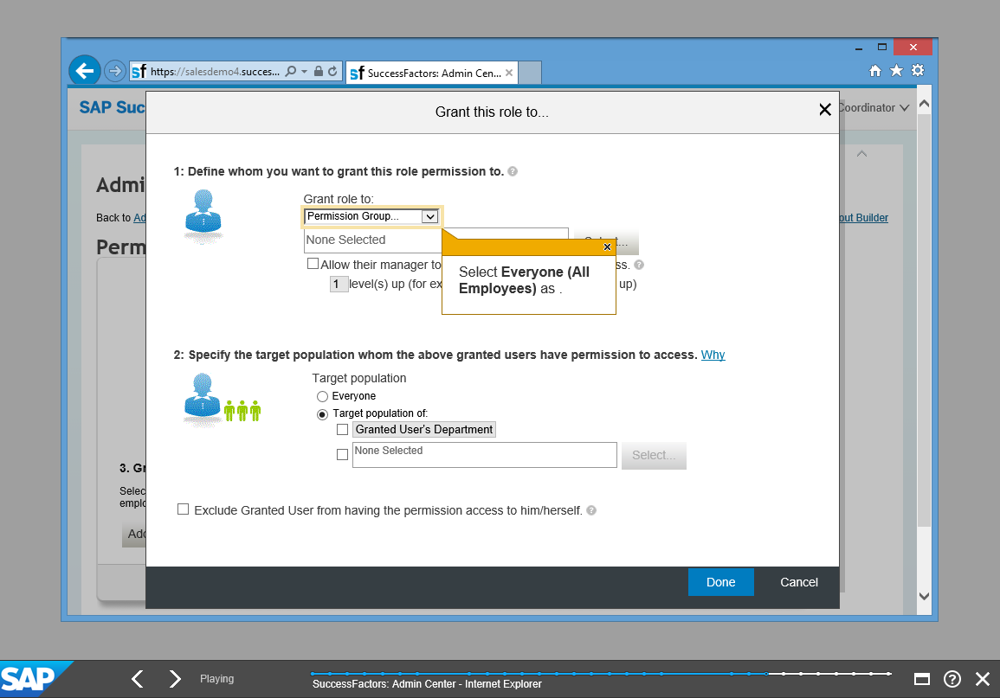 sf https://salesdemo4.succes...
sf SuccessFactors: Admin Cen...
SAP Suc
Coordinator
Grant this role to...
Admi
Back to Ad
out Builder
Perm
1: Define whom you want to grant this role permission to. ?
Grant role to:
Permission Group...
None Selected
Select...
Allow their manager to
ss. ?
1 level(s) up (for ex
up)
Select Everyone (All
Employees) as .
2: Specify the target population whom the above granted users have permission to access. Why
Target population
Everyone
Target population of:
Granted User's Department
None Selected
Select...
3. Gr
Selec
emplo
Add
Exclude Granted User from having the permission access to him/herself. ?
Done
Cancel
SAP
Playing
SuccessFactors: Admin Center - Internet Explorer
?